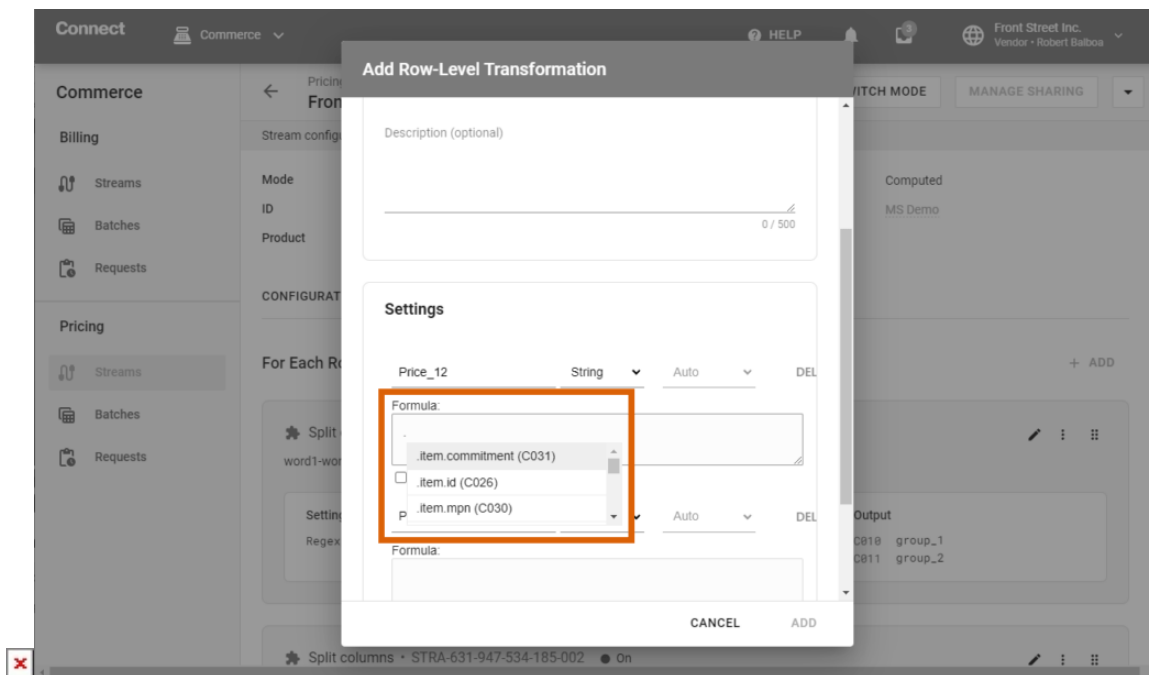 Connect
Commerce
HELP
3
Front Street Inc.
Vendor • Robert Balboa
Add Row-Level Transformation
Commerce
Pricing
Fron
MANAGE SHARING
ITCH MODE
Billing
Stream config
Description (optional)
Streams
Mode
Computed
Batches
ID
MS Demo
0 / 500
Requests
Product
CONFIGURAT
Settings
Pricing
For Each Ro
+ ADD
Streams
Price_12
String
Auto
DEL
Formula:
.
Batches
Split
.item.commitment (C031)
Requests
word1-wor
.item.id (C026)
.item.mpn (C030)
P
Auto
DEL
Setting
Output
Regex
C010 group_1
C011 group_2
Formula:
CANCEL
ADD
Split columns • STRA-631-947-534-185-002 ● On